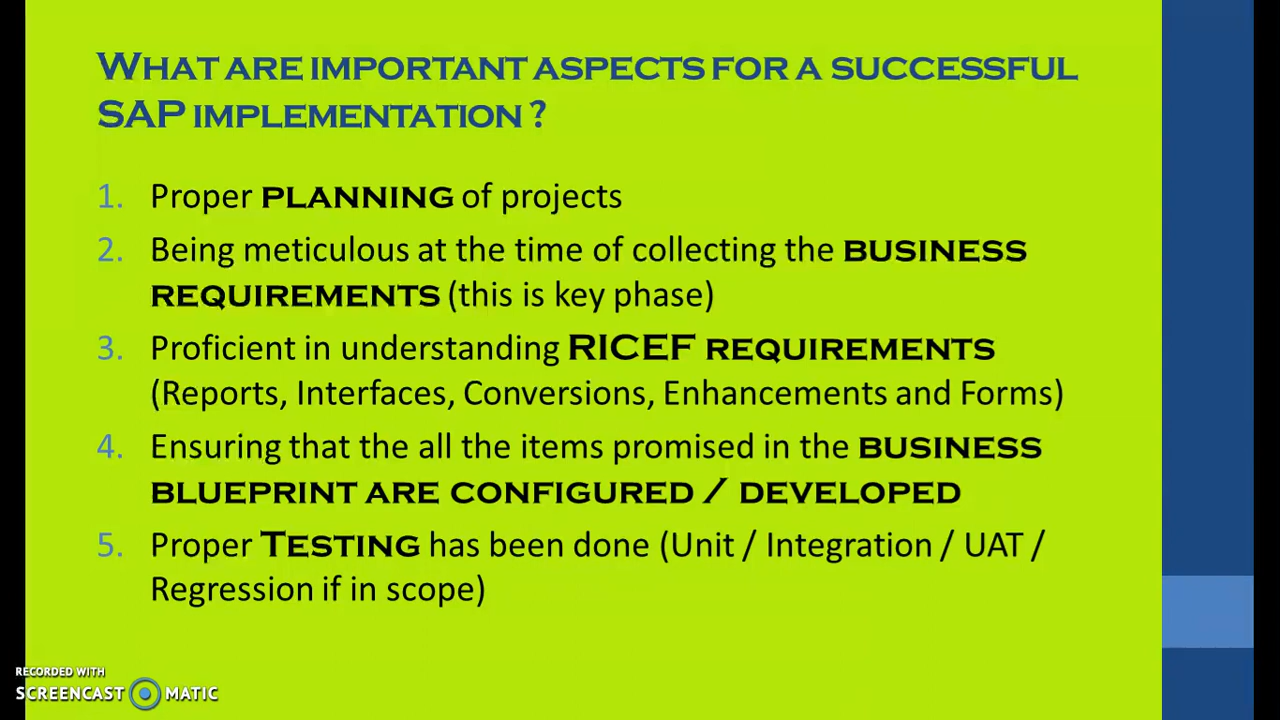 WHAT ARE IMPORTANT ASPECTS FOR A SUCCESSFUL
SAP IMPLEMENTATION ?
1. Proper PLANNING of projects
2. Being meticulous at the time of collecting the BUSINESS
REQUIREMENTS (this is key phase)
3. Proficient in understanding RICEF REQUIREMENTS
(Reports, Interfaces, Conversions, Enhancements and Forms)
4. Ensuring that the all the items promised in the BUSINESS
BLUEPRINT ARE CONFIGURED / DEVELOPED
5. Proper TESTING has been done (Unit / Integration / UAT /
Regression if in scope)
RECORDED WITH
SCREENCAST MATIC